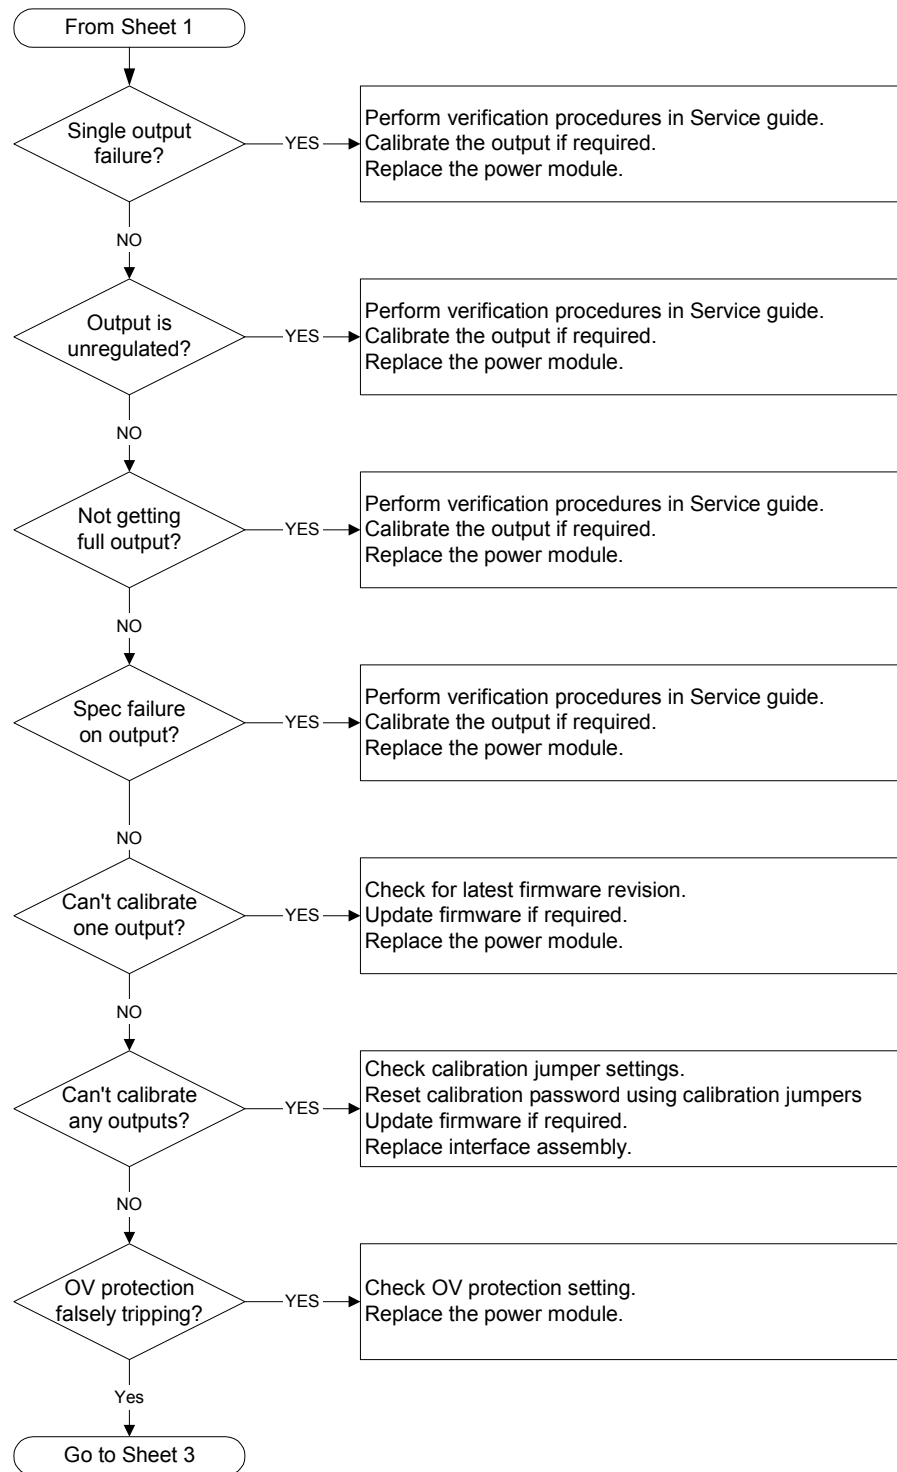 From Sheet 1
Single output
failure?
YES
Perform verification procedures in Service guide.
Calibrate the output if required.
Replace the power module.
NO
Output is
unregulated?
YES
Perform verification procedures in Service guide.
Calibrate the output if required.
Replace the power module.
NO
Not getting
full output?
YES
Perform verification procedures in Service guide.
Calibrate the output if required.
Replace the power module.
NO
Spec failure
on output?
YES
Perform verification procedures in Service guide.
Calibrate the output if required.
Replace the power module.
NO
Can't calibrate
one output?
YES
Check for latest firmware revision.
Update firmware if required.
Replace the power module.
NO
Can't calibrate
any outputs?
YES
Check calibration jumper settings.
Reset calibration password using calibration jumpers
Update firmware if required.
Replace interface assembly.
NO
OV protection
falsely tripping?
YES
Check OV protection setting.
Replace the power module.
Yes
Go to Sheet 3